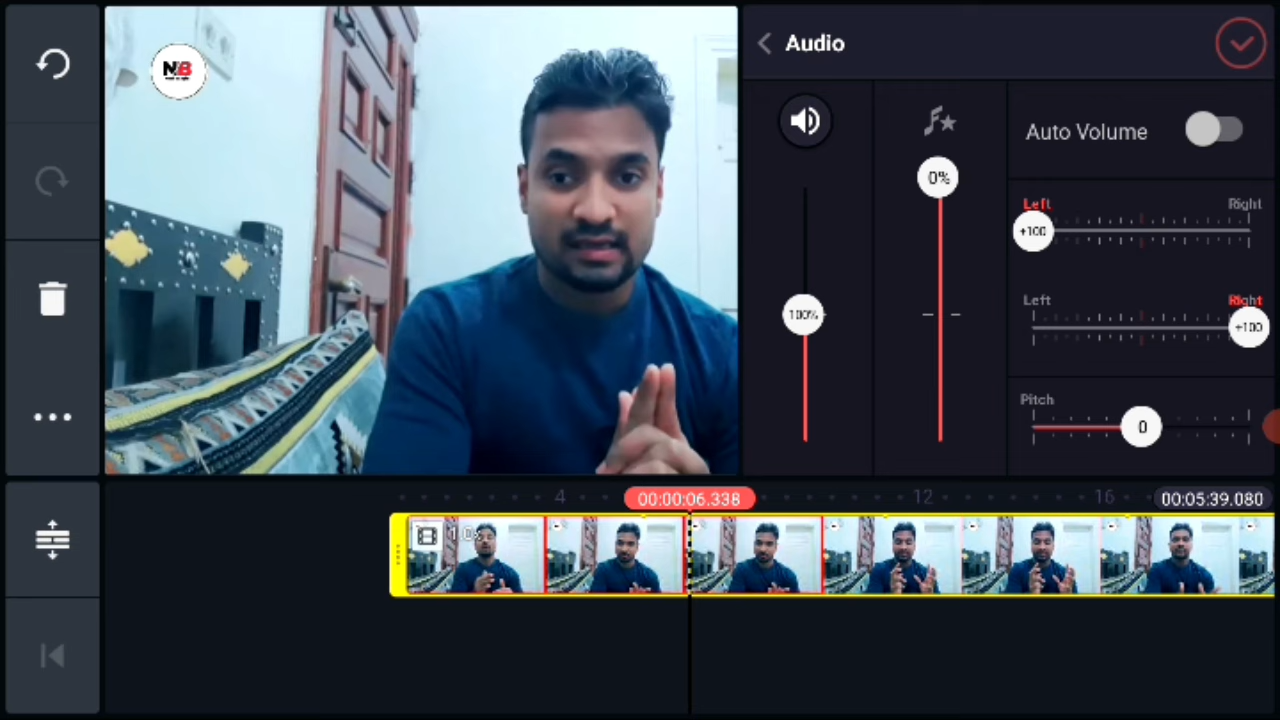 NB
Audio
Auto Volume
0%
100%
Left Right
+100
Left Right
+100
Pitch
0
4
00:00:06.338
12
16
00:05:39.080